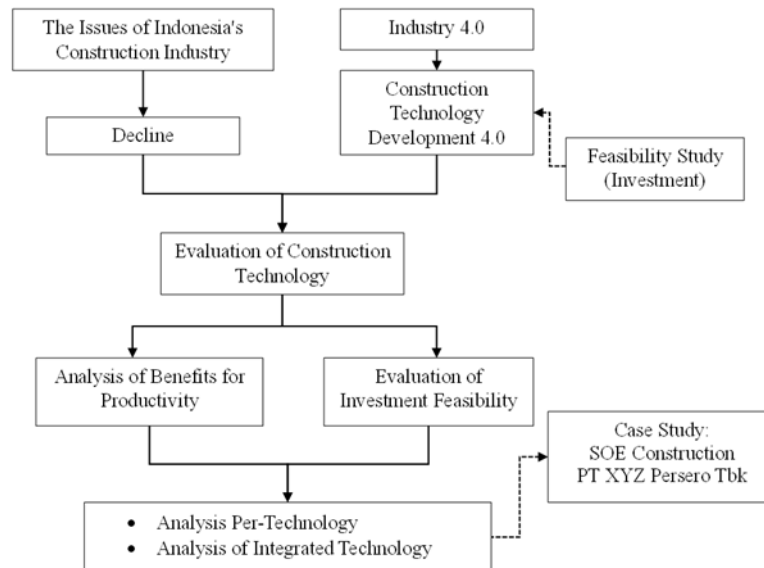 The Issues of Indonesia's
Construction Industry
Industry 4.0
Decline
Construction
Technology
Development 4.0
Feasibility Study
(Investment)
Evaluation of Construction
Technology
Analysis of Benefits for
Productivity
Evaluation of
Investment Feasibility
Case Study:
SOE Construction
PT XYZ Persero Tbk
• Analysis Per-Technology
• Analysis of Integrated Technology